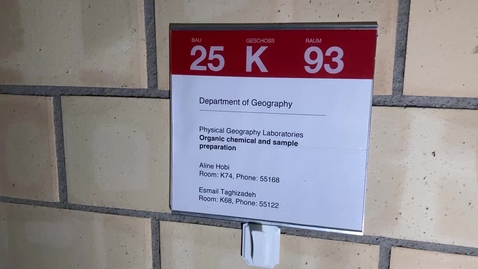 BAU GESCHOSS RAUM
25 K 93
Department of Geography
Physical Geography Laboratories
Organic chemical and sample
preparation
Aline Hobi
Room: K74, Phone: 55168
Esmail Taghizadeh
Room: K68, Phone: 55122